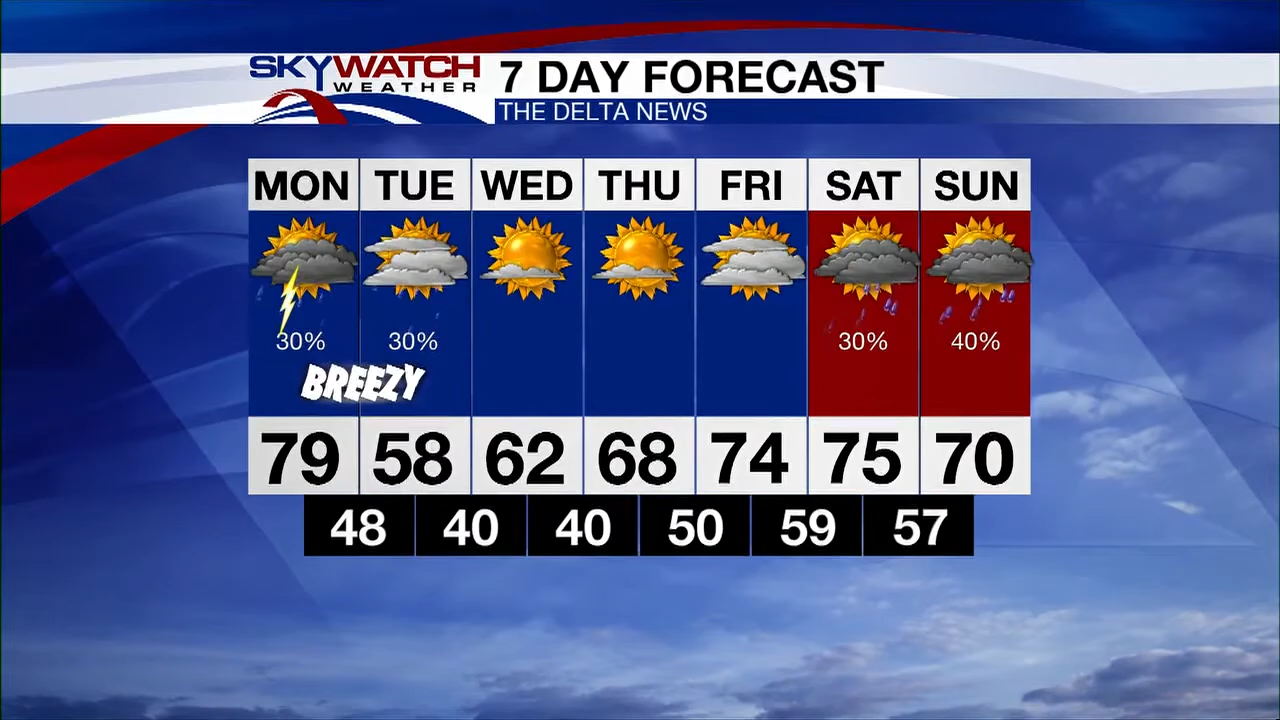 SKYWATCH
WEATHER
7 DAY FORECAST
THE DELTA NEWS
MON TUE WED THU FRI SAT SUN
30% 30% 30% 40%
BREEZY
79 58 62 68 74 75 70
48 40 40 50 59 57